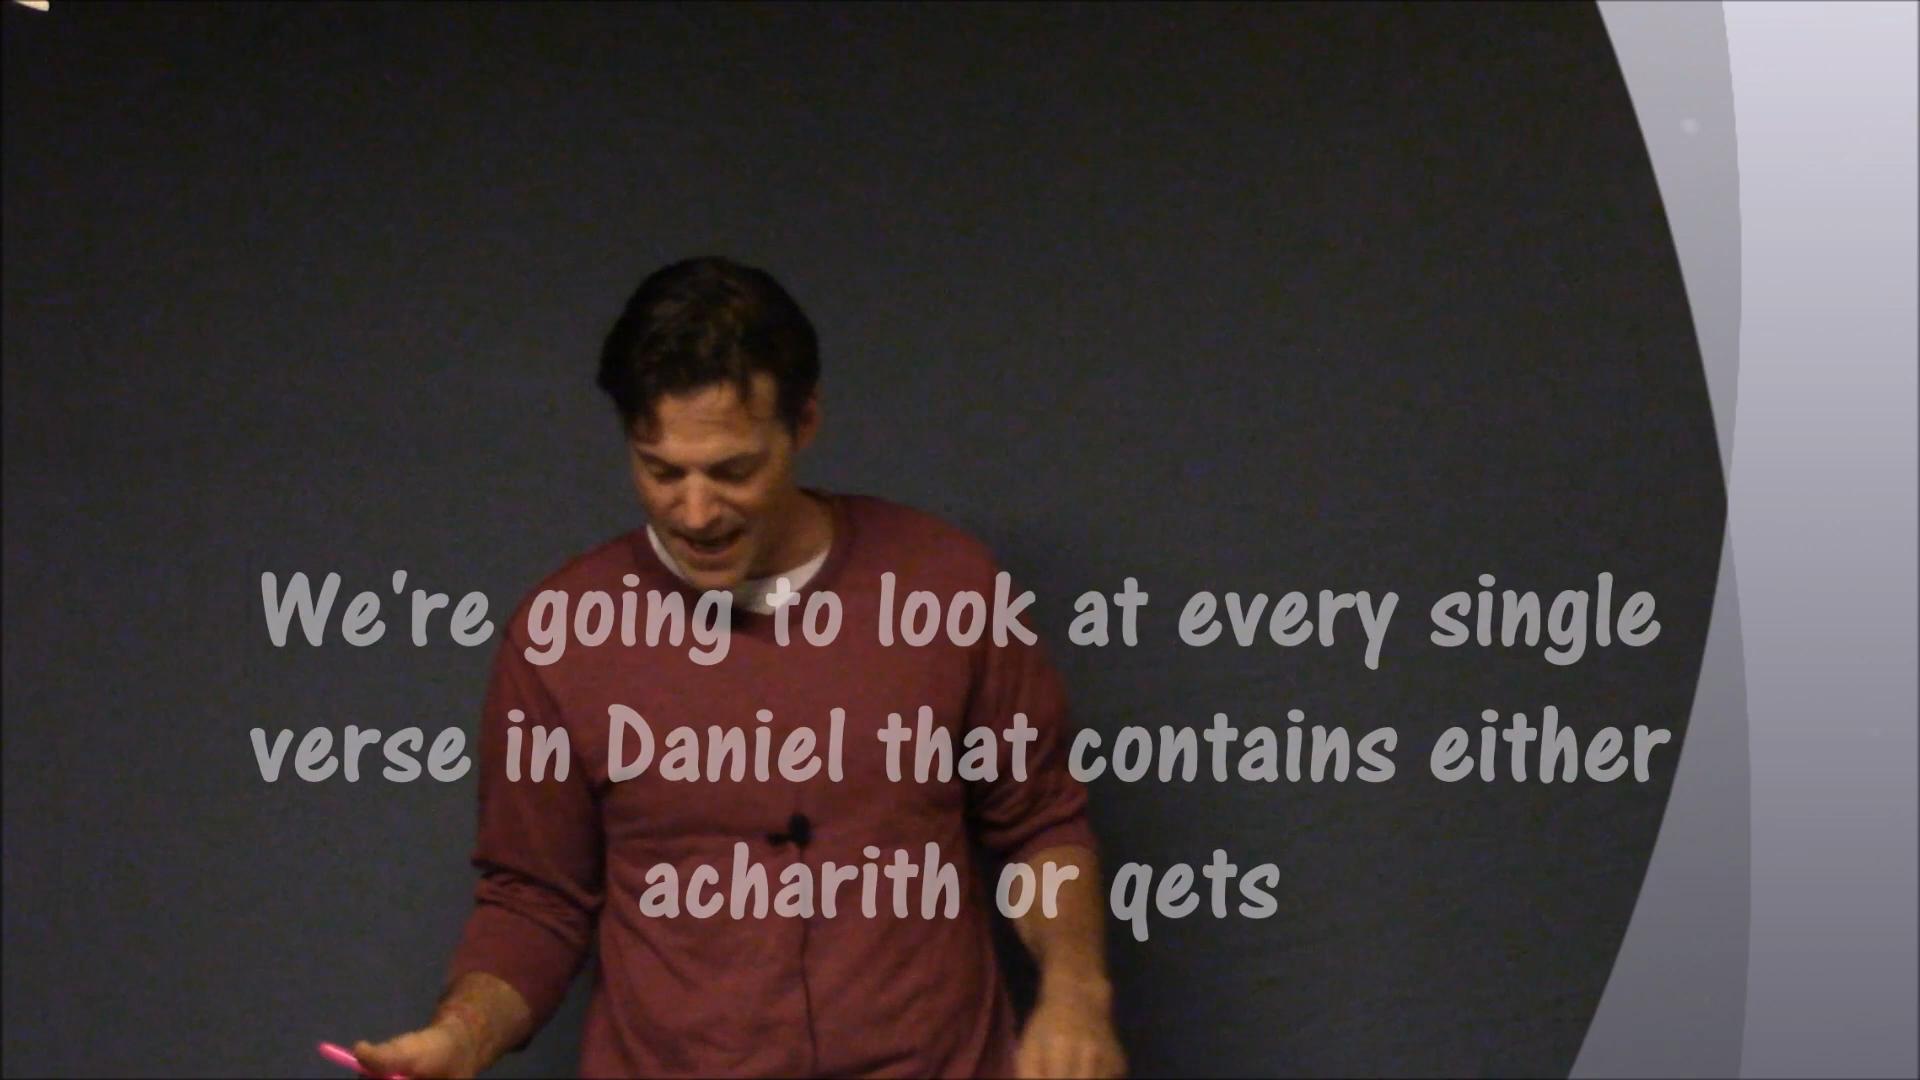 We're going to look at every single
verse in Daniel that contains either
acharith or qets